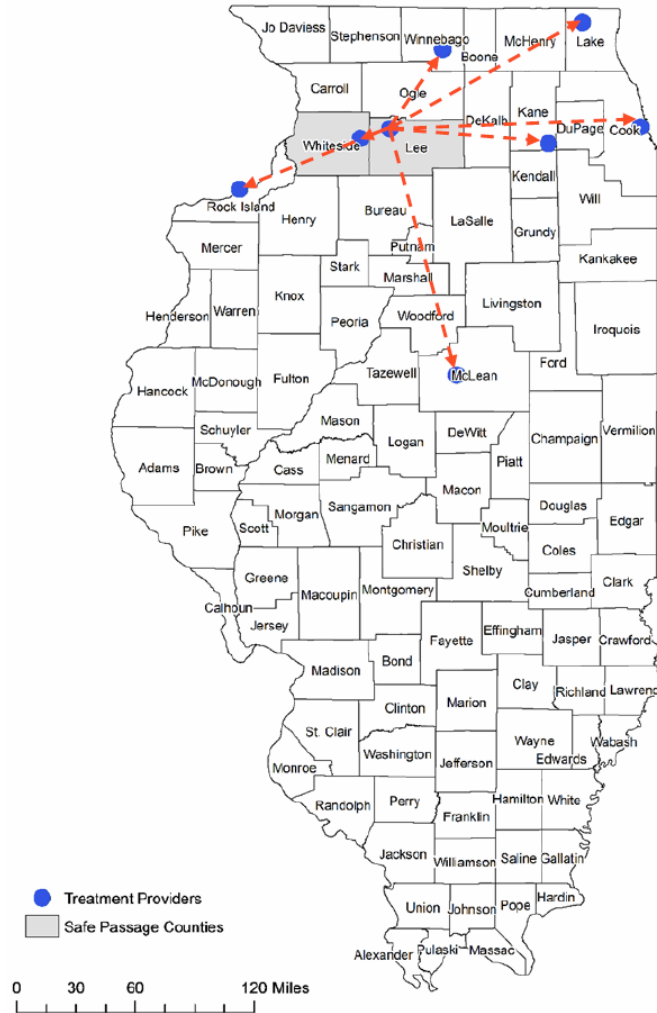 Jo Daviess
Stephenson
Winnebago
Boone
McHenry
Lake
Carroll
Ogle
DeKalb
Kane
DuPage
Cook
Whiteside
Lee
Kendall
Will
Rock Island
Henry
Bureau
LaSalle
Grundy
Putnam
Mercer
Stark
Marshall
Kankakee
Henderson
Warren
Knox
Peoria
Woodford
Livingston
Iroquois
Ford
Hancock
McDonough
Fulton
Tazewell
McLean
Mason
Schuyler
Logan
DeWitt
Champaign
Vermilion
Adams
Brown
Cass
Menard
Piatt
Macon
Pike
Scott
Morgan
Sangamon
Christian
Moultrie
Douglas
Edgar
Coles
Shelby
Greene
Macoupin
Montgomery
Cumberland
Clark
Calhoun
Jersey
Fayette
Effingham
Jasper
Crawford
Madison
Bond
Clay
Richland
Lawrenc
Clinton
Marion
St. Clair
Wayne
Edwards
Wabash
Washington
Jefferson
Monroe
Randolph
Perry
Hamilton
White
Franklin
Jackson
Williamson
Saline
Gallatin
Union
Johnson
Pope
Hardin
Alexander
Pulaski
Massac
Treatment Providers
Safe Passage Counties
0 30 60 120 Miles